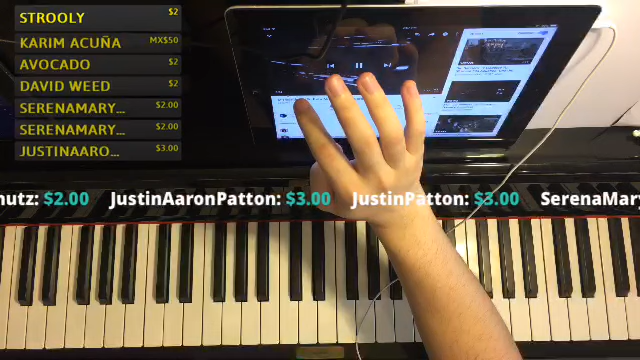 STROOLY $2
KARIM ACUÑA MX$50
AVOCADO $2
DAVID WEED $2
SERENAMARY... $2.00
SERENAMARY... $2.00
JUSTINAARO... $3.00
nutz: $2.00 JustinAaronPatton: $3.00 JustinPatton: $3.00 SerenaMary